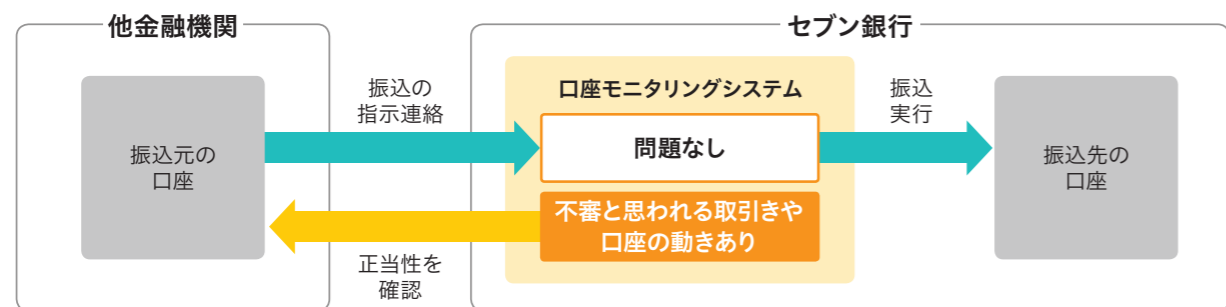 他金融機関
セブン銀行
振込元の
口座
振込の
指示連絡
口座モニタリングシステム
問題なし
不審と思われる取引きや
口座の動きあり
正当性を
確認
振込
実行
振込先の
口座